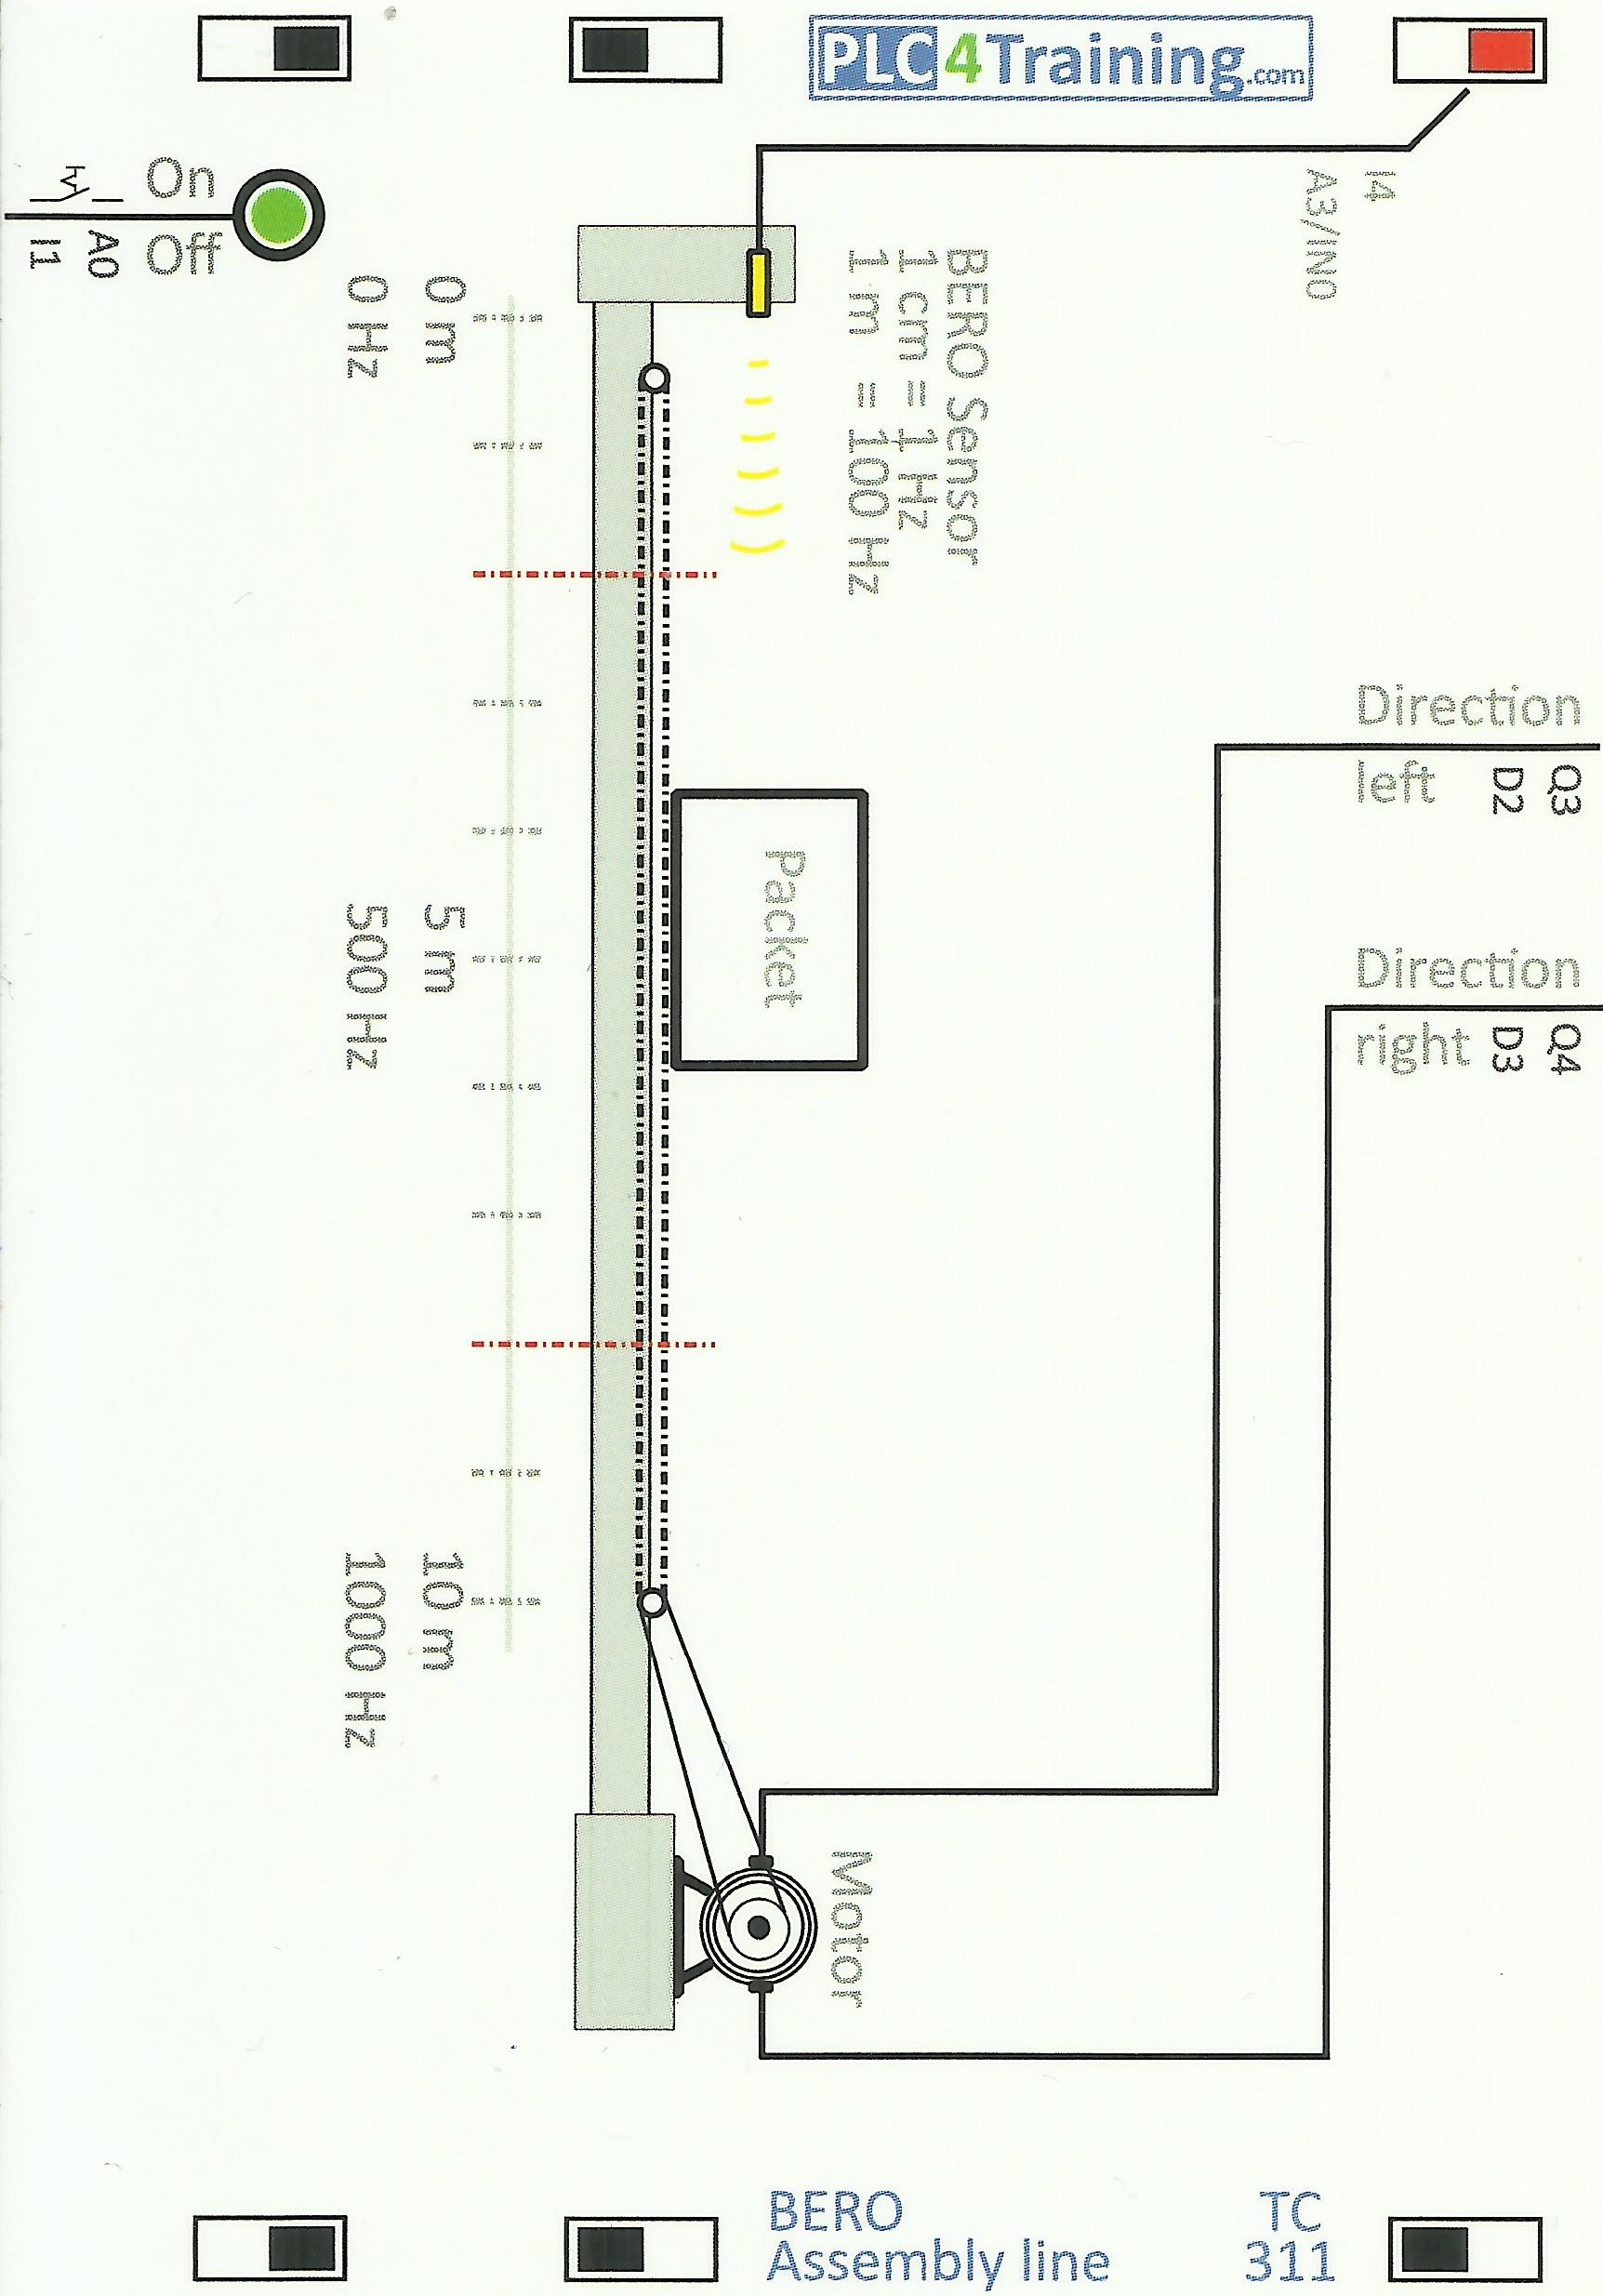 Direction
left
Q3
D2
Direction
right
Q4
D3
I4
A3/IN0
PLC4Training.com
TC
311
BERO
Assembly line
BERO Sensor
1 cm = 1 Hz
1 m = 100 Hz
Packet
Motor
0 m
5 m
10 m
0 Hz
500 Hz
1000 Hz
On
Off
A0
I1